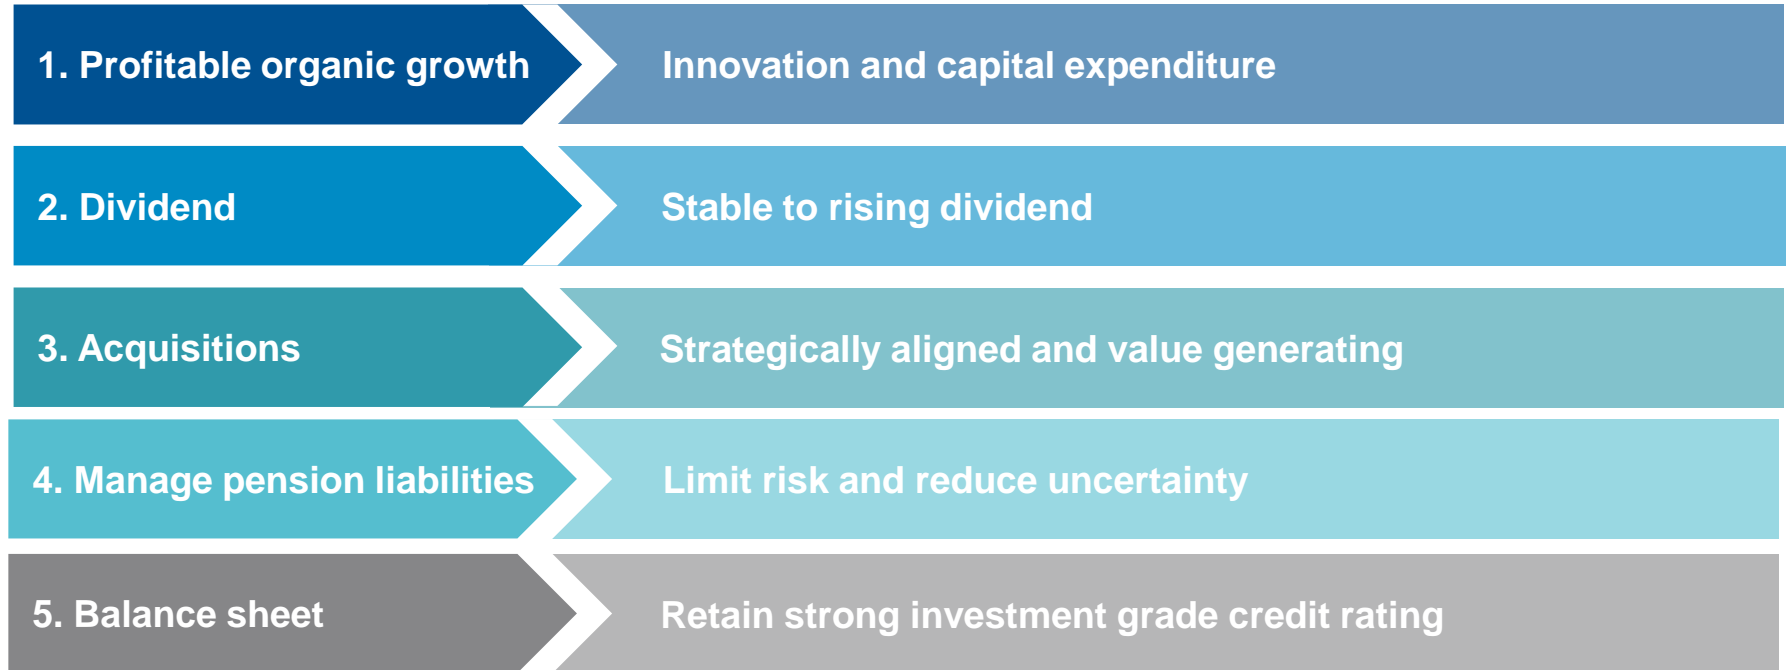 1. Profitable organic growth
Innovation and capital expenditure
2. Dividend
Stable to rising dividend
3. Acquisitions
Strategically aligned and value generating
4. Manage pension liabilities
Limit risk and reduce uncertainty
5. Balance sheet
Retain strong investment grade credit rating